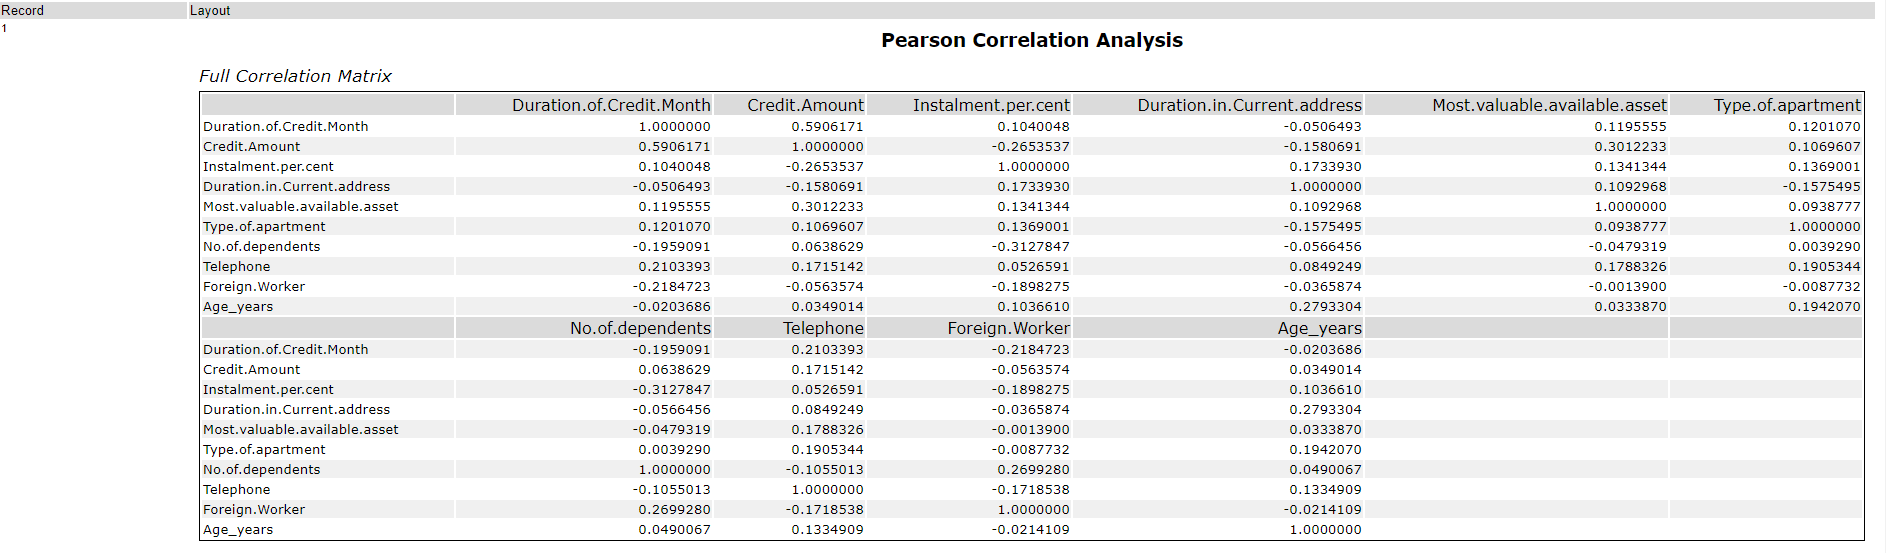 Record Layout
1
Pearson Correlation Analysis
Full Correlation Matrix
Duration.of.Credit.Month Credit.Amount Instalment.per.cent Duration.in.Current.address Most.valuable.available.asset Type.of.apartment
Duration.of.Credit.Month 1.0000000 0.5906171 0.1040048 -0.0506493 0.1195555 0.1201070
Credit.Amount 0.5906171 1.0000000 -0.2653537 -0.1580691 0.3012233 0.1069607
Instalment.per.cent 0.1040048 -0.2653537 1.0000000 0.1733930 0.1341344 0.1369001
Duration.in.Current.address -0.0506493 -0.1580691 0.1733930 1.0000000 0.1092968 -0.1575495
Most.valuable.available.asset 0.1195555 0.3012233 0.1341344 0.1092968 1.0000000 0.0938777
Type.of.apartment 0.1201070 0.1069607 0.1369001 -0.1575495 0.0938777 1.0000000
No.of.dependents -0.1959091 0.0638629 -0.3127847 -0.0566456 -0.0479319 0.0039290
Telephone 0.2103393 0.1715142 0.0526591 0.0849249 0.1788326 0.1905344
Foreign.Worker -0.2184723 -0.0563574 -0.1898275 -0.0365874 -0.0013900 -0.0087732
Age_years -0.0203686 0.0349014 0.1036610 0.2793304 0.0333870 0.1942070
No.of.dependents Telephone Foreign.Worker Age_years
Duration.of.Credit.Month -0.1959091 0.2103393 -0.2184723 -0.0203686
Credit.Amount 0.0638629 0.1715142 -0.0563574 0.0349014
Instalment.per.cent -0.3127847 0.0526591 -0.1898275 0.1036610
Duration.in.Current.address -0.0566456 0.0849249 -0.0365874 0.2793304
Most.valuable.available.asset -0.0479319 0.1788326 -0.0013900 0.0333870
Type.of.apartment 0.0039290 0.1905344 -0.0087732 0.1942070
No.of.dependents 1.0000000 -0.1055013 0.2699280 0.0490067
Telephone -0.1055013 1.0000000 -0.1718538 0.1334909
Foreign.Worker 0.2699280 -0.1718538 1.0000000 -0.0214109
Age_years 0.0490067 0.1334909 -0.0214109 1.0000000